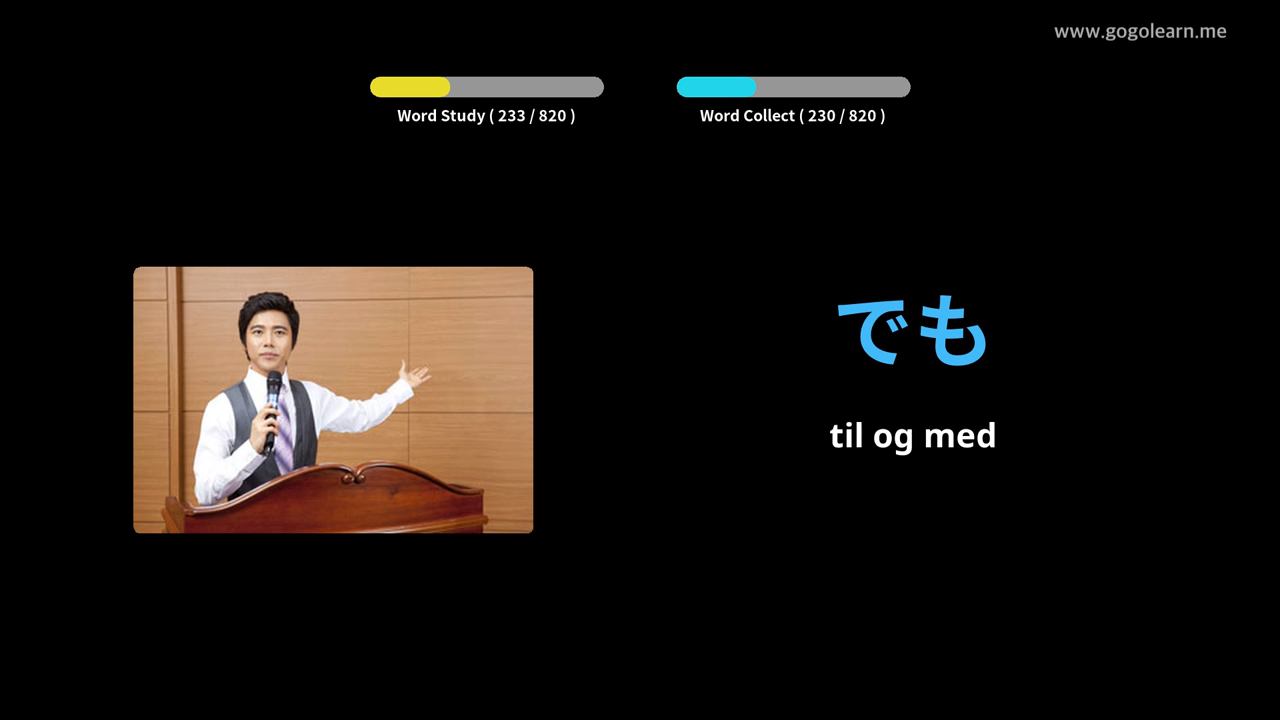 www.gogolearn.me
Word Study ( 233 / 820 )
Word Collect ( 230 / 820 )
でも
til og med